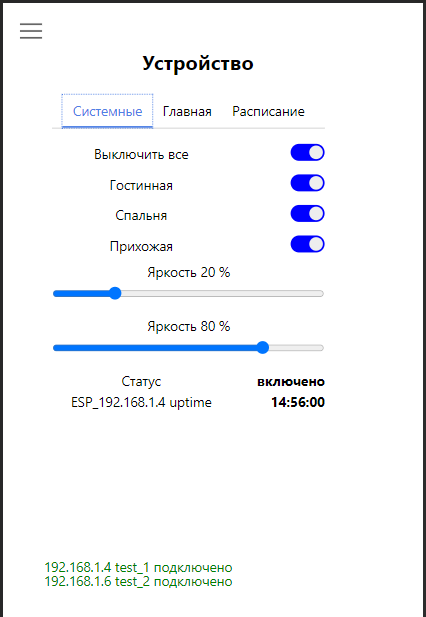 Устройство
Системные Главная Расписание
Выключить все
Гостинная
Спальня
Прихожая
Яркость 20 %
Яркость 80 %
Статус включено
ESP_192.168.1.4 uptime 14:56:00
192.168.1.4 test_1 подключено
192.168.1.6 test_2 подключено